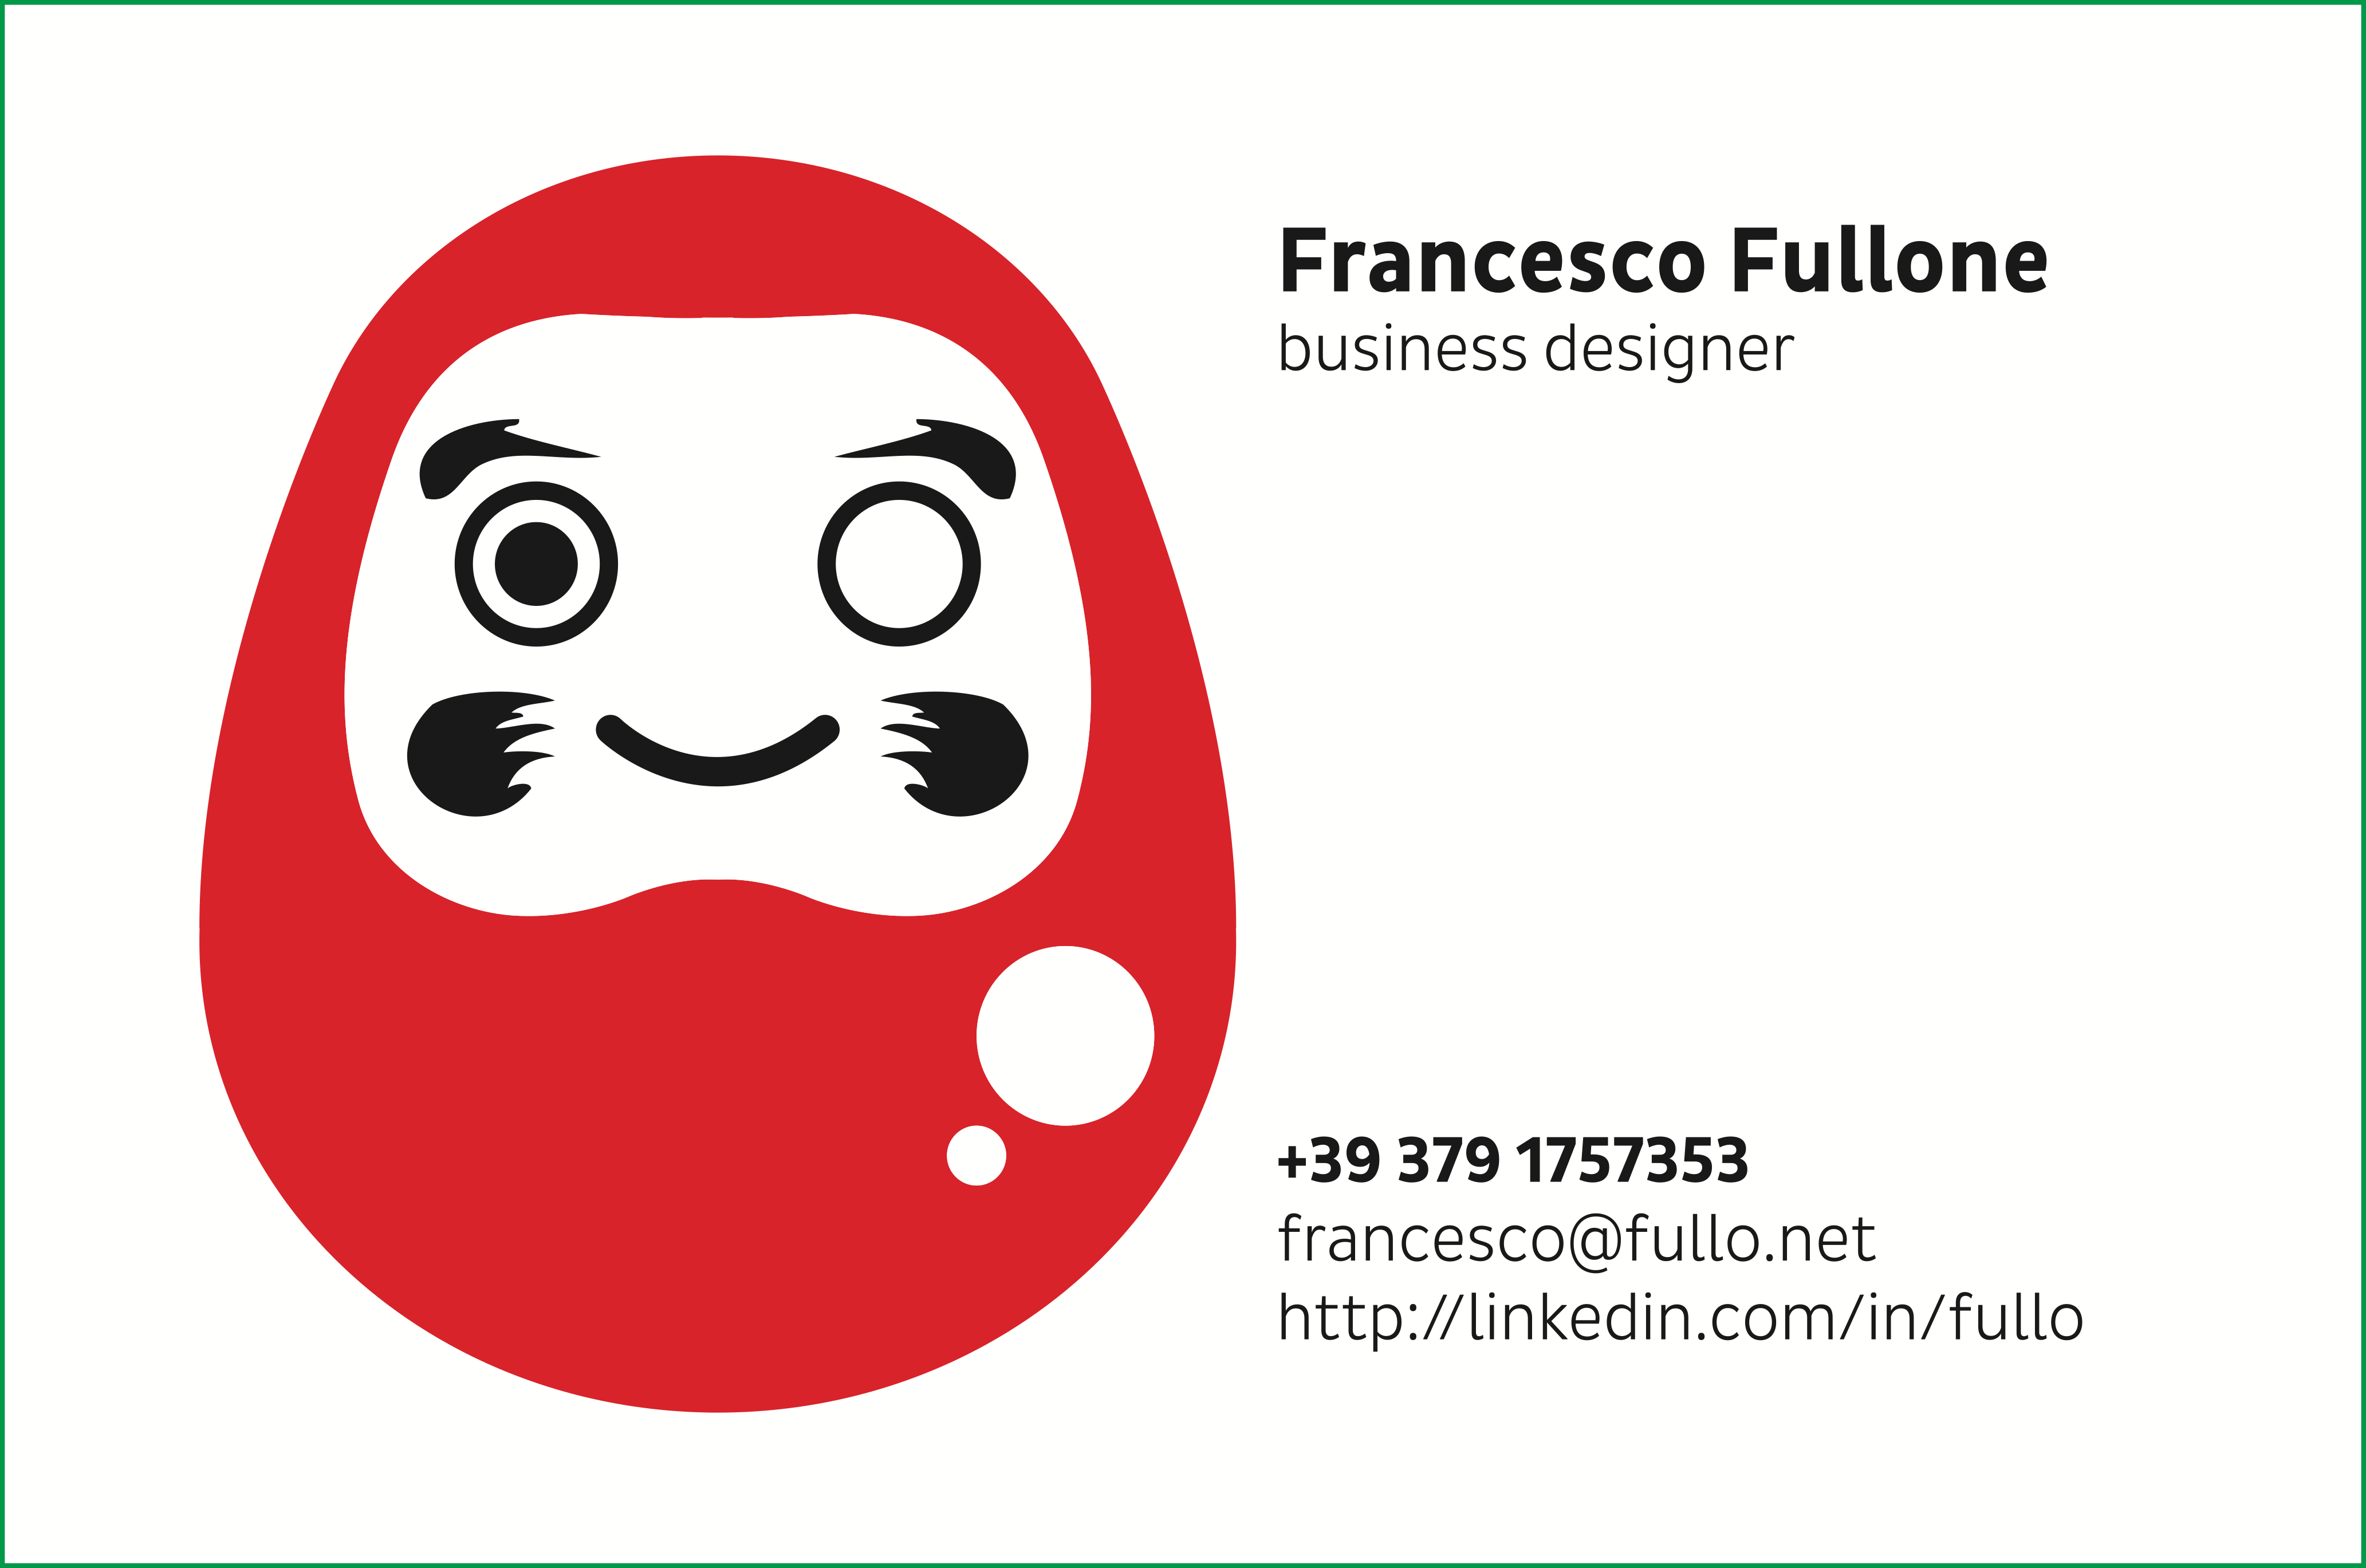 Francesco Fullone
business designer
+39 379 1757353
francesco@fullo.net
http://linkedin.com/in/fullo